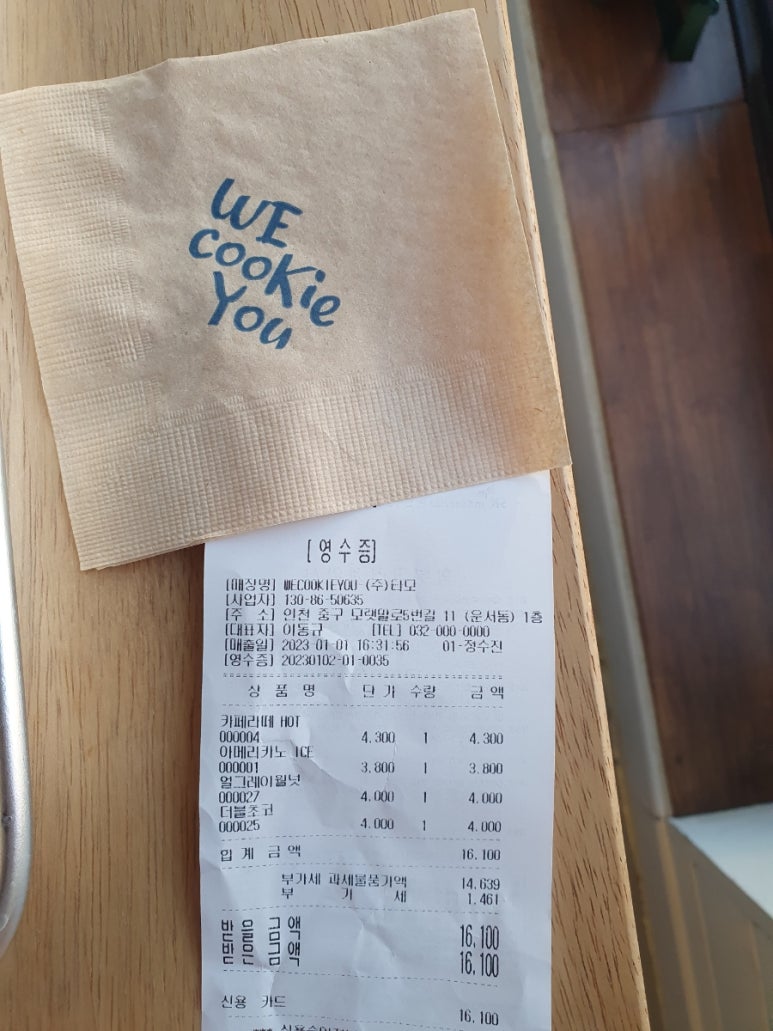 WE
cooKie
You
[영수증]
[매장명] WECOOKIEYOU (주)타모
[사업자] 130-86-50635
[주 소] 인천 중구 모랫말로5번길 11 (운서동) 1층
[대표자] 이동규 [TEL] 032-000-0000
[매출일] 2023-01-01 16:31:56 01-정수진
[영수증] 20230102-01-0035
상 품 명 단 가 수량 금 액
카페라떼 HOT
000004 4,300 1 4,300
아메리카노 ICE
000001 3,800 1 3,800
얼그레이월넛
000027 4,000 1 4,000
더블초코
000025 4,000 1 4,000
합 계 금 액 16,100
부가세 과세물품가액 14,639
부 가 세 1,461
받 을 금 액 16,100
받 은 금 액 16,100
신용 카드 16,100